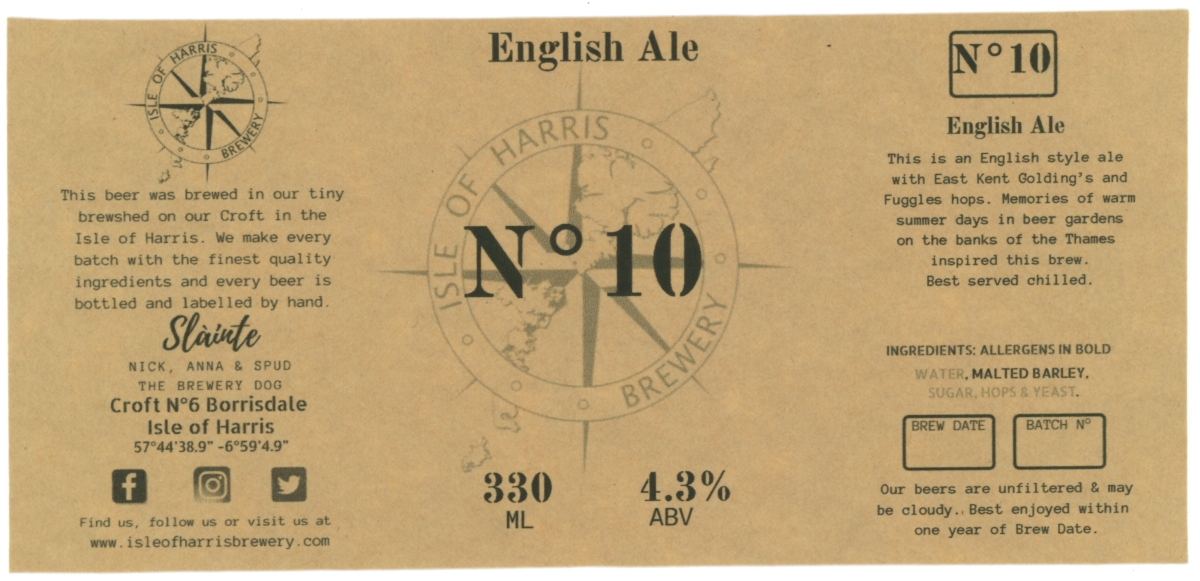 ISLE OF HARRIS
BREWERY
This beer was brewed in our tiny
brewshed on our Croft in the
Isle of Harris. We make every
batch with the finest quality
ingredients and every beer is
bottled and labelled by hand.
Slàinte
NICK, ANNA & SPUD
THE BREWERY DOG
Croft N°6 Borrisdale
Isle of Harris
57°44'38.9" -6°59'4.9"
Find us, follow us or visit us at
www.isleofharrisbrewery.com
English Ale
ISLE OF HARRIS
BREWERY
N°10
330
ML
4.3%
ABV
N°10
English Ale
This is an English style ale
with East Kent Golding's and
Fuggles hops. Memories of warm
summer days in beer gardens
on the banks of the Thames
inspired this brew.
Best served chilled.
INGREDIENTS: ALLERGENS IN BOLD
WATER, MALTED BARLEY,
SUGAR, HOPS & YEAST.
BREW DATE
BATCH N°
Our beers are unfiltered & may
be cloudy. Best enjoyed within
one year of Brew Date.